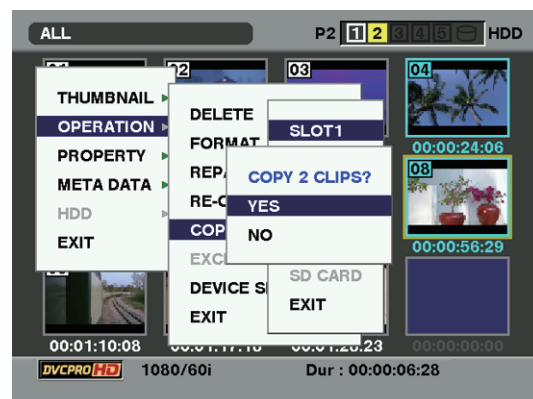 ALL
P2 1 2 3 4 5 HDD
02
03
04
THUMBNAIL
OPERATION
PROPERTY
META DATA
HDD
EXIT
DELETE
FORMAT
COP
DEVICE
EXIT
SLOT1
SD CARD
EXIT
COPY 2 CLIPS?
YES
NO
00:00:24:06
08
00:00:56:29
00:01:10:08
00:00:00:00
DVCPRO HD 1080/60i Dur : 00:00:06:28